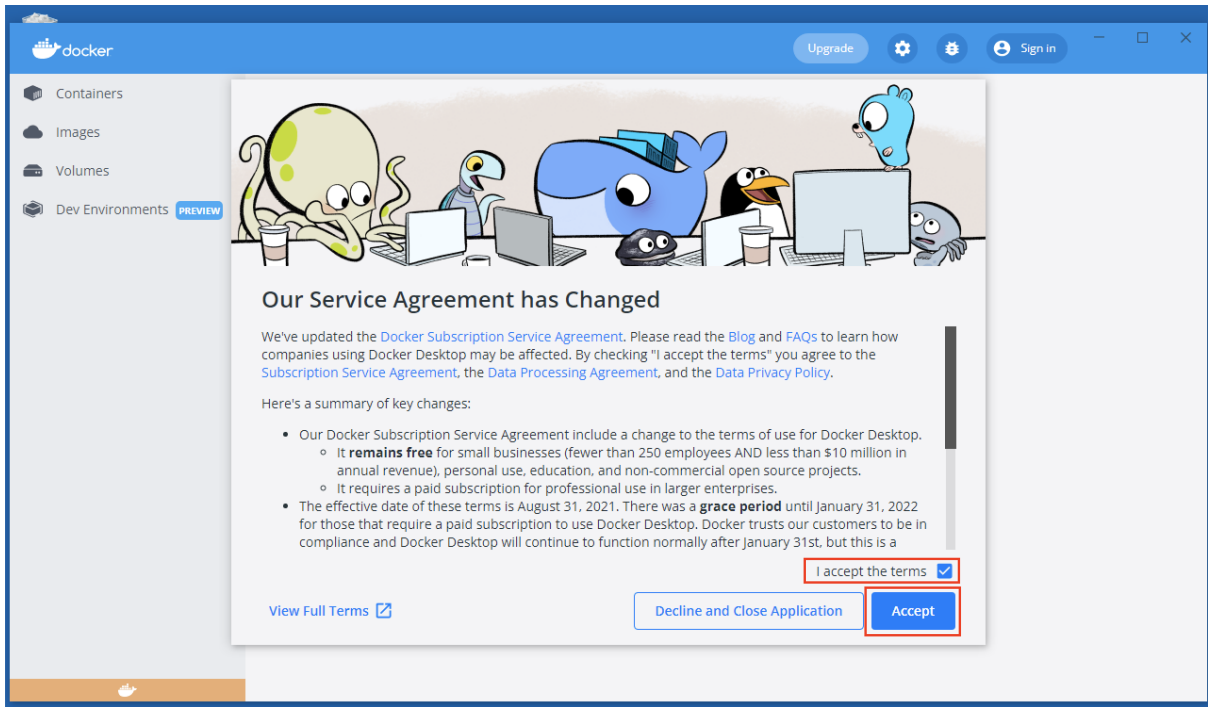 docker
Upgrade
Sign in
Containers
Images
Volumes
Dev Environments PREVIEW
Our Service Agreement has Changed
We've updated the Docker Subscription Service Agreement. Please read the Blog and FAQs to learn how
companies using Docker Desktop may be affected. By checking "I accept the terms" you agree to the
Subscription Service Agreement, the Data Processing Agreement, and the Data Privacy Policy.
Here's a summary of key changes:
• Our Docker Subscription Service Agreement include a change to the terms of use for Docker Desktop.
◦ It remains free for small businesses (fewer than 250 employees AND less than $10 million in
annual revenue), personal use, education, and non-commercial open source projects.
◦ It requires a paid subscription for professional use in larger enterprises.
• The effective date of these terms is August 31, 2021. There was a grace period until January 31, 2022
for those that require a paid subscription to use Docker Desktop. Docker trusts our customers to be in
compliance and Docker Desktop will continue to function normally after January 31st, but this is a
I accept the terms
View Full Terms
Decline and Close Application
Accept